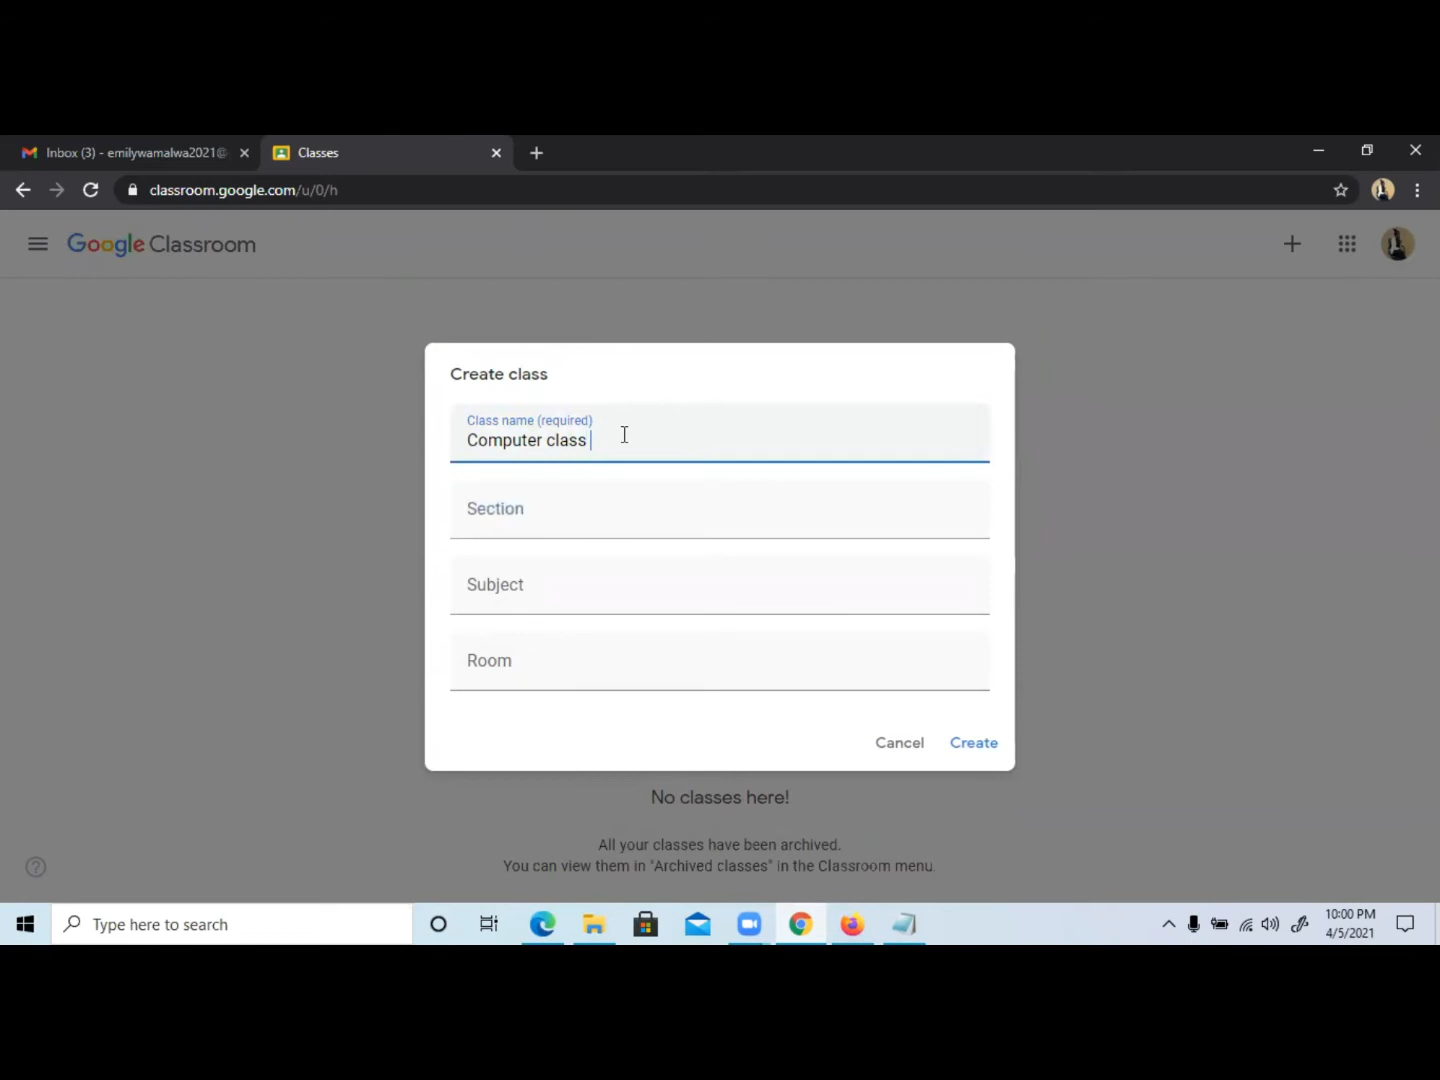 Inbox (3) - emilywamalwa2021@
Classes
classroom.google.com/u/0/h
Google Classroom
Create class
Class name (required)
Computer class
Section
Subject
Room
Cancel
Create
No classes here!
All your classes have been archived.
You can view them in "Archived classes" in the Classroom menu.
Type here to search
10:00 PM
4/5/2021